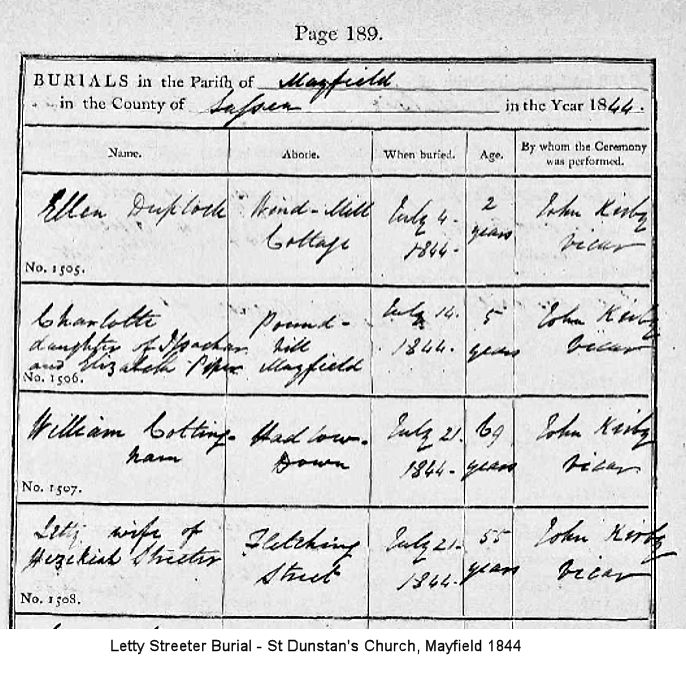 Page 189.
BURIALS in the Parish of Mayfield
in the County of Sussex in the Year 1844.
Name. Abode. When buried. Age. By whom the Ceremony was performed.
Ellen Duplock Wind-Mill July 4. 2 John Kirby
Cottage 1844. years Vicar
No. 1505.
Charlotte Pound- July 14. 5 John Kirby
daughter of Issachar hill 1844. years Vicar
and Elizabeth Piper Mayfield
No. 1506.
William Cotting- Hadlow- July 21. 69 John Kirby
ham Down 1844. years Vicar
No. 1507.
Letty wife of Fletching July 21. 55 John Kirby
Hezekiah Streeter Street 1844. years Vicar
No. 1508.
Letty Streeter Burial - St Dunstan's Church, Mayfield 1844